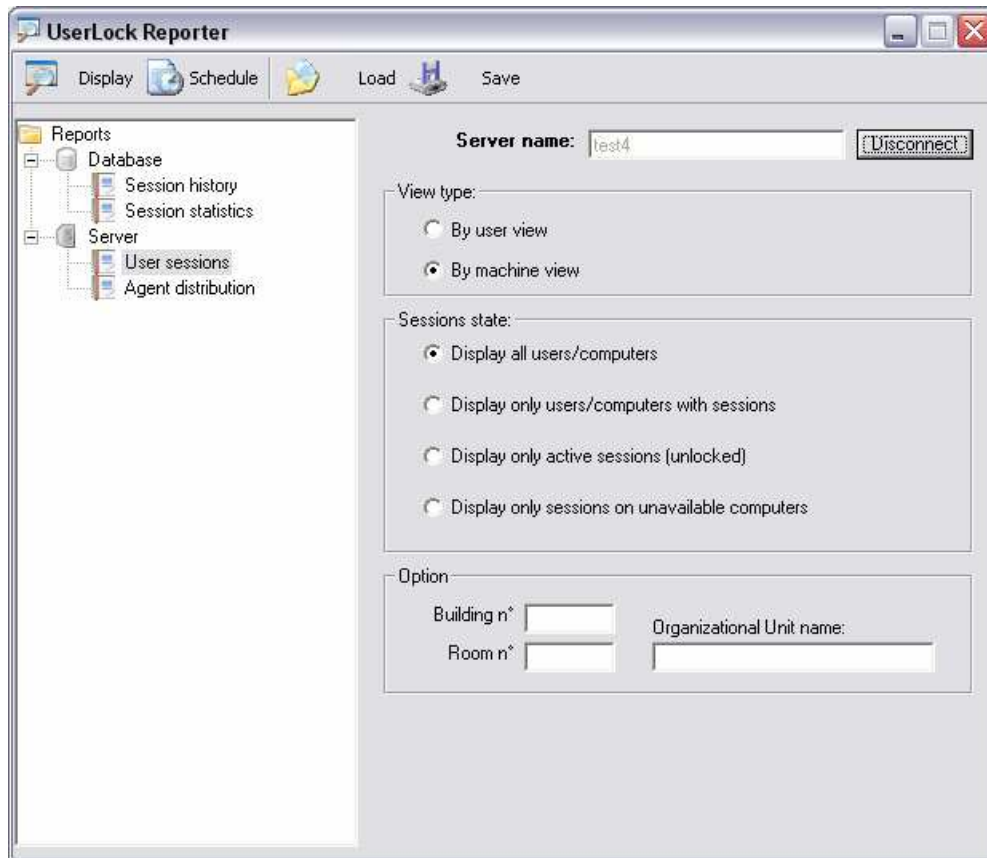 UserLock Reporter
Display Schedule Load Save
Reports
Database
Session history
Session statistics
Server
User sessions
Agent distribution
Server name: test4 Disconnect
View type:
By user view
By machine view
Sessions state:
Display all users/computers
Display only users/computers with sessions
Display only active sessions (unlocked)
Display only sessions on unavailable computers
Option
Building n°
Organizational Unit name:
Room n°